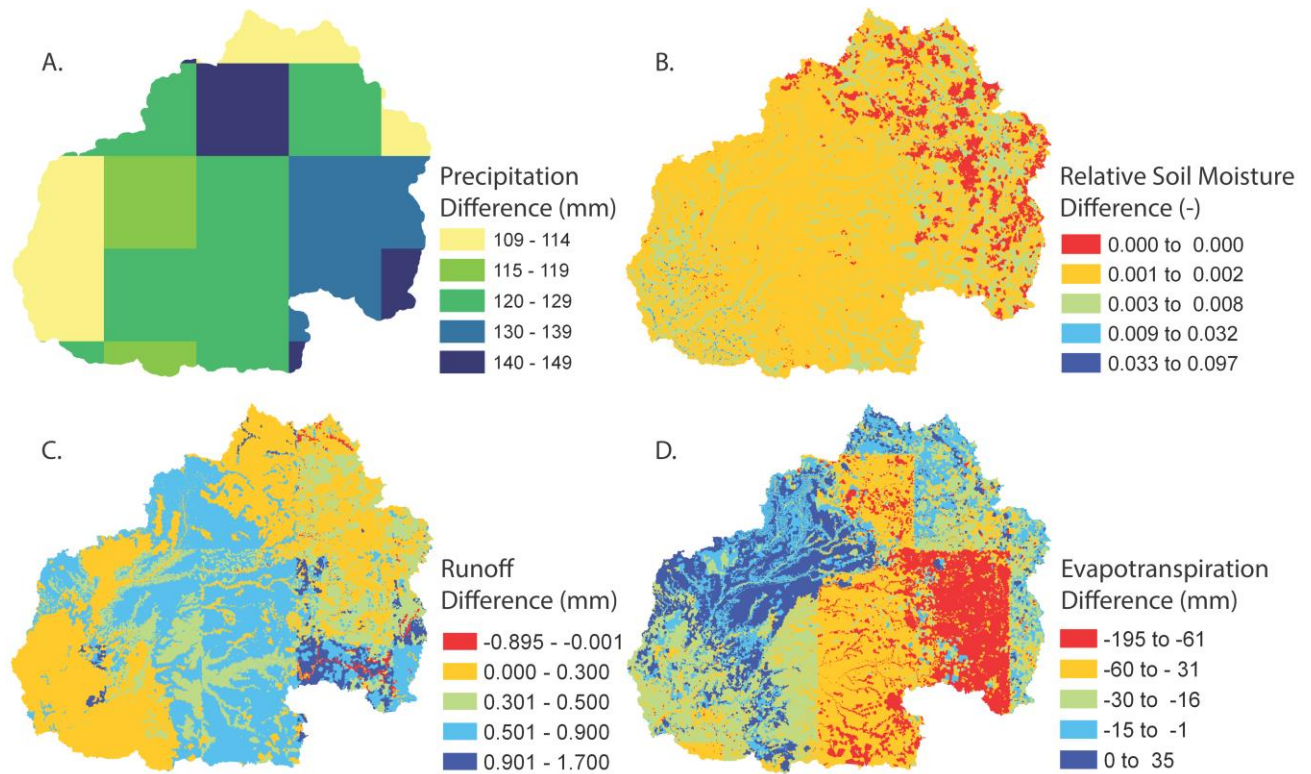 A.
Precipitation
Difference (mm)
109 - 114
115 - 119
120 - 129
130 - 139
140 - 149
B.
Relative Soil Moisture
Difference (-)
0.000 to 0.000
0.001 to 0.002
0.003 to 0.008
0.009 to 0.032
0.033 to 0.097
C.
Runoff
Difference (mm)
-0.895 - -0.001
0.000 - 0.300
0.301 - 0.500
0.501 - 0.900
0.901 - 1.700
D.
Evapotranspiration
Difference (mm)
-195 to -61
-60 to -31
-30 to -16
-15 to -1
0 to 35